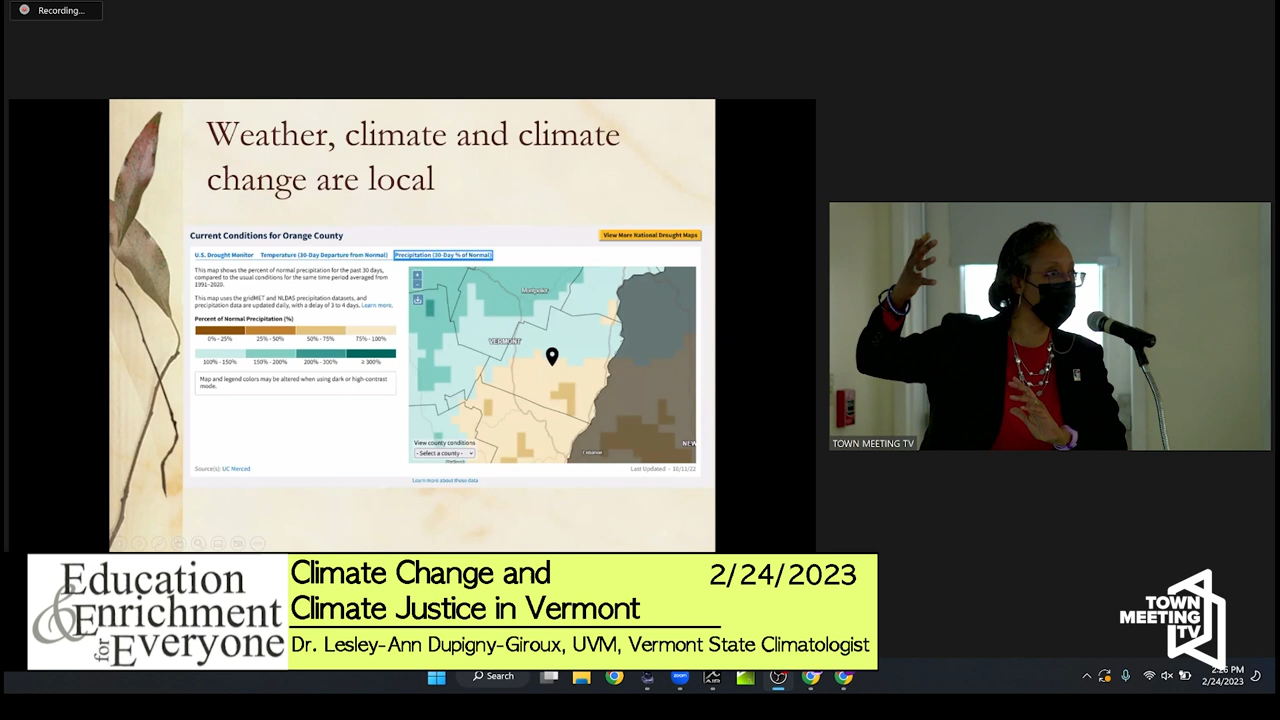 Recording...
Weather, climate and climate
change are local
Current Conditions for Orange County
View More National Drought Maps
U.S. Drought Monitor
Temperature (30-Day Departure from Normal)
Precipitation (30-Day % of Normal)
This map shows the percent of normal precipitation for the past 30 days,
compared to the usual conditions for the same time period averaged from
1991–2020.
This map uses the gridMET and NLDAS precipitation datasets, and
precipitation data are updated daily, with a delay of 3 to 4 days. Learn more.
Percent of Normal Precipitation (%)
0% - 25%
25% - 50%
50% - 75%
75% - 100%
100% - 150%
150% - 200%
200% - 300%
≥ 300%
Map and legend colors may be altered when using dark or high-contrast
mode.
Montpelier
VERMONT
View county conditions
- Select a county -
Lebanon
NEW
Source(s): UC Merced
Last Updated - 10/11/22
Learn more about these data
TOWN MEETING TV
Education
& Enrichment
for Everyone
Climate Change and
Climate Justice in Vermont
2/24/2023
Dr. Lesley-Ann Dupigny-Giroux, UVM, Vermont State Climatologist
TOWN
MEETING
TV
Search
zoom
2/24/2023